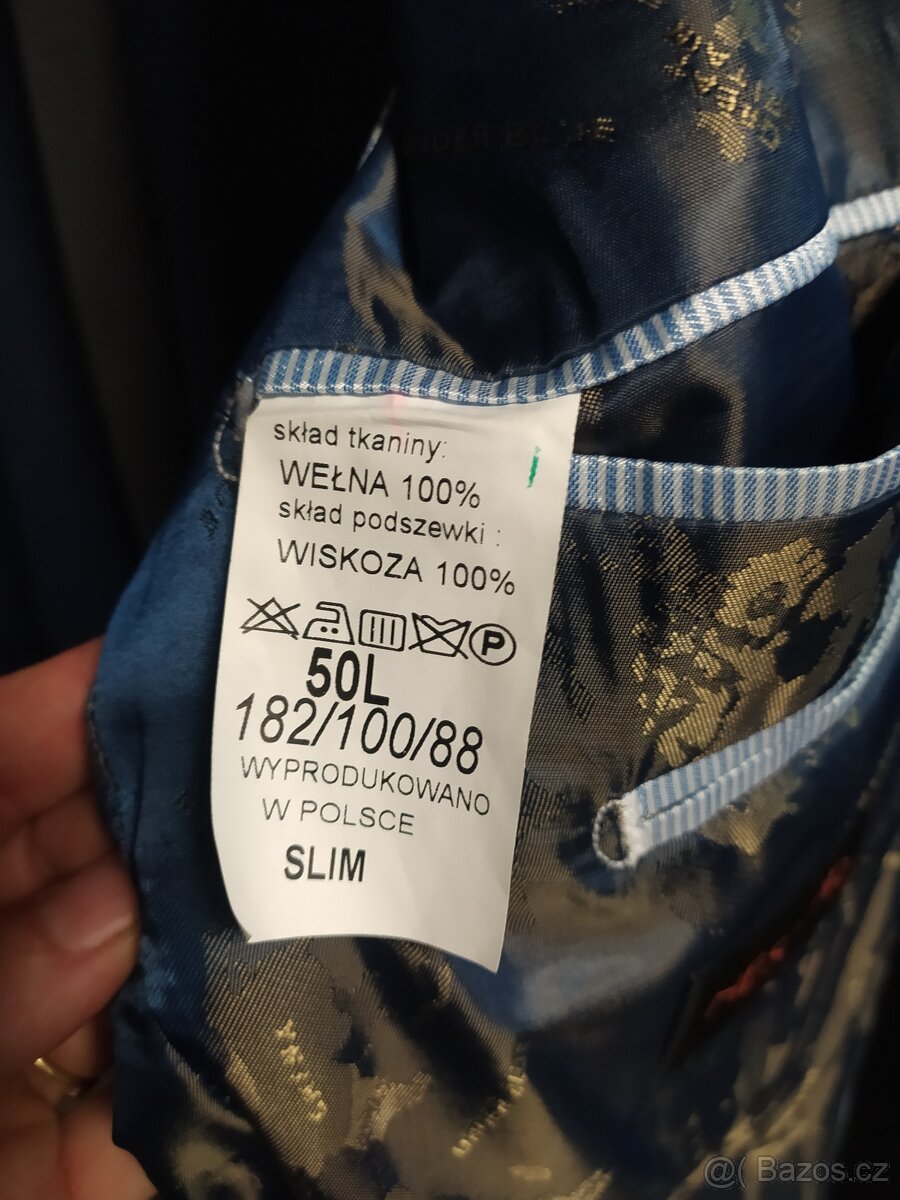 skład tkaniny:
WEŁNA 100%
skład podszewki :
WISKOZA 100%
P
50L
182/100/88
WYPRODUKOWANO
W POLSCE
SLIM
@( Bazos.cz